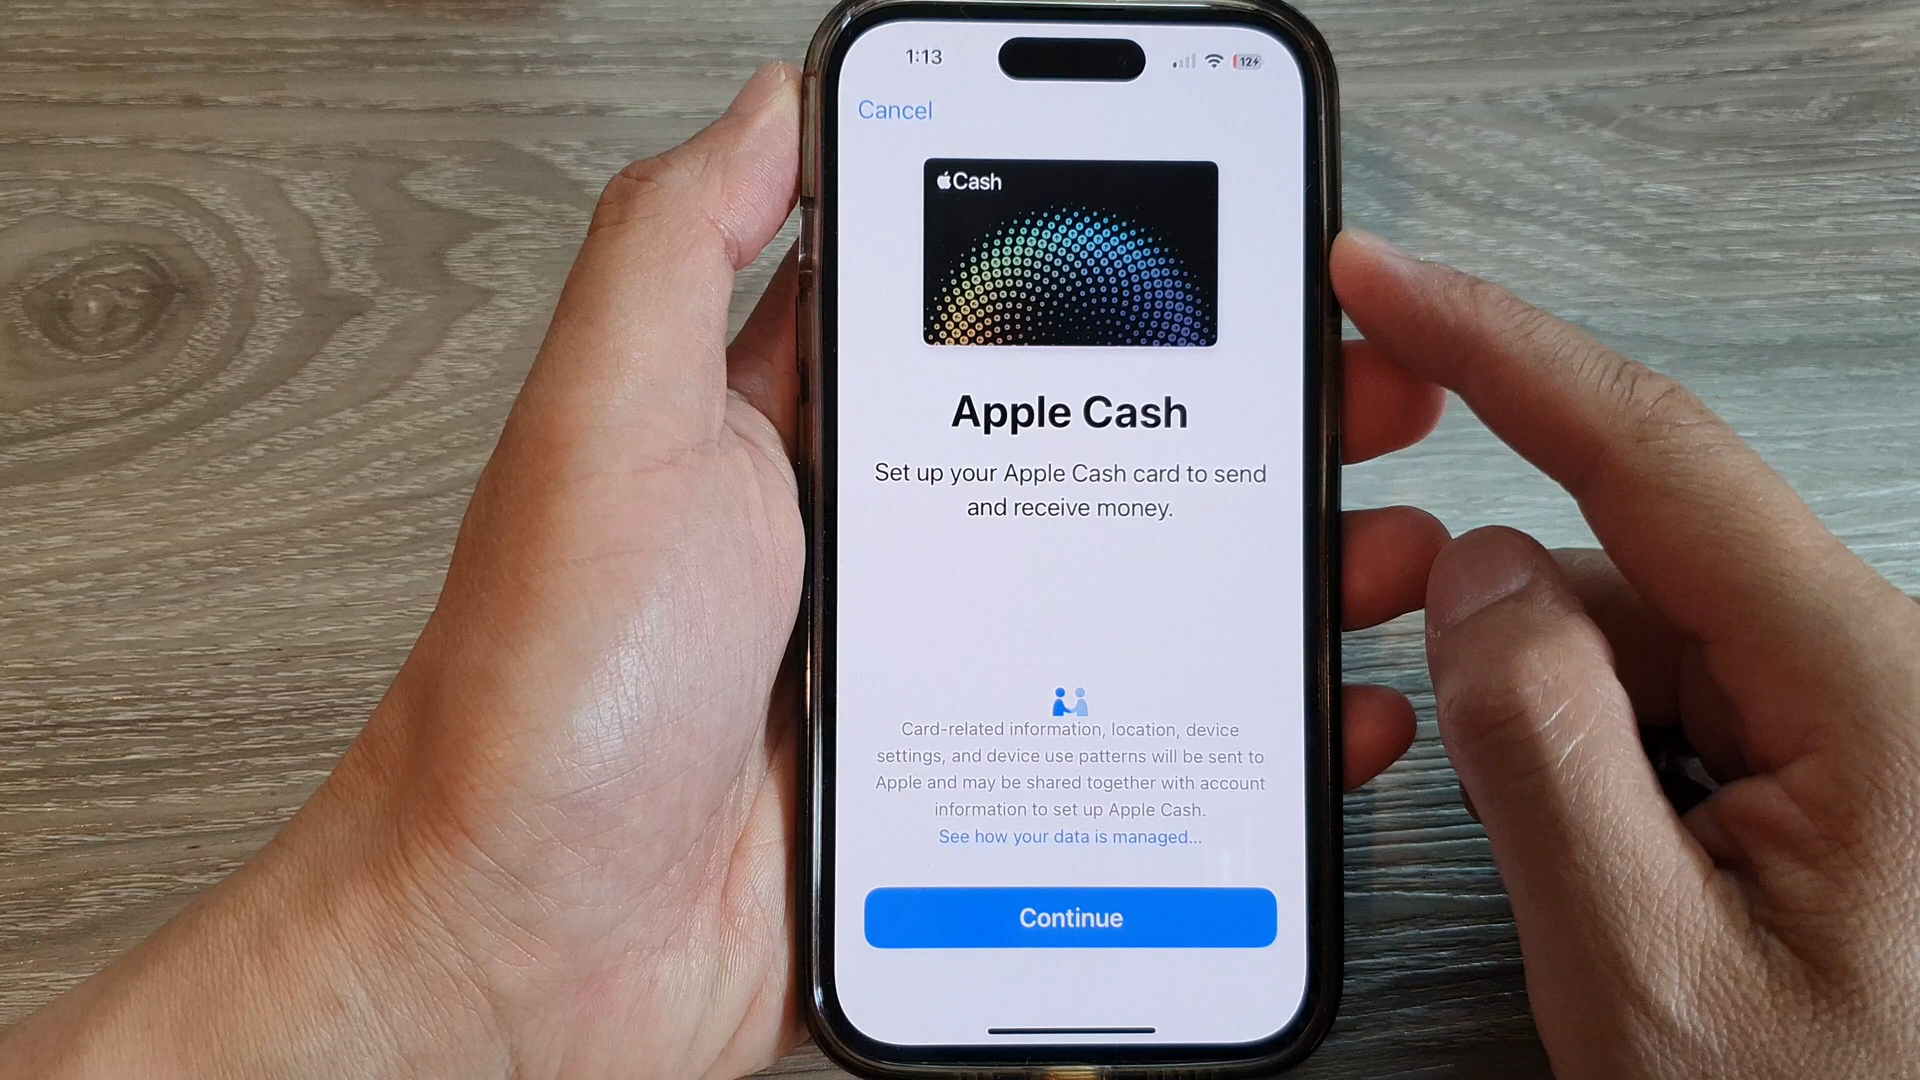 1:13
12
Cancel
Cash
Apple Cash
Set up your Apple Cash card to send
and receive money.
Card-related information, location, device
settings, and device use patterns will be sent to
Apple and may be shared together with account
information to set up Apple Cash.
See how your data is managed...
Continue